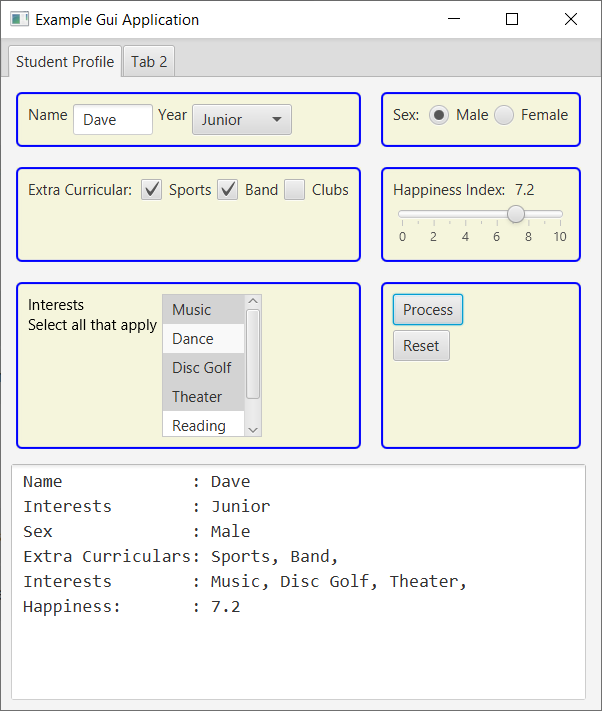 Example Gui Application
Student Profile Tab 2
Name Dave Year Junior
Sex: Male Female
Extra Curricular: Sports Band Clubs
Happiness Index: 7.2
0 2 4 6 8 10
Interests
Select all that apply
Music
Dance
Disc Golf
Theater
Reading
Process
Reset
Name : Dave
Interests : Junior
Sex : Male
Extra Curriculars: Sports, Band,
Interests : Music, Disc Golf, Theater,
Happiness: : 7.2